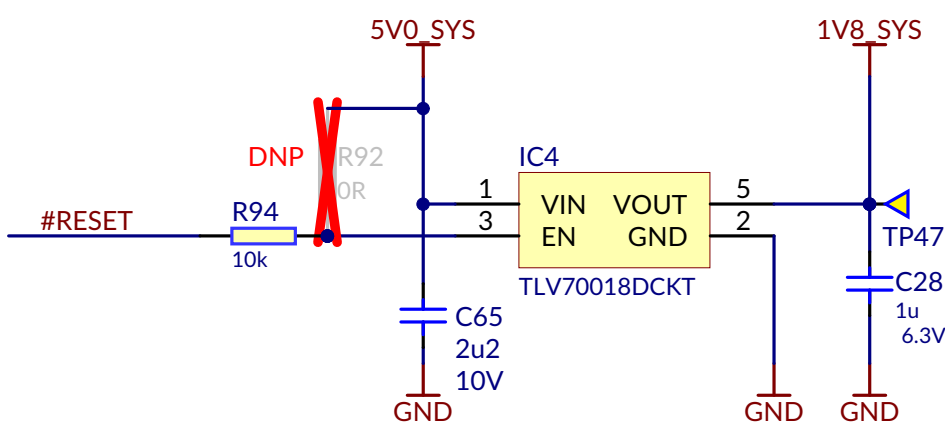 5V0_SYS
1V8_SYS
DNP
R92
0R
IC4
#RESET
R94
10k
1
3
VIN
VOUT
EN
GND
5
2
TP47
TLV70018DCKT
C65
2u2
10V
C28
1u
6.3V
GND
GND
GND